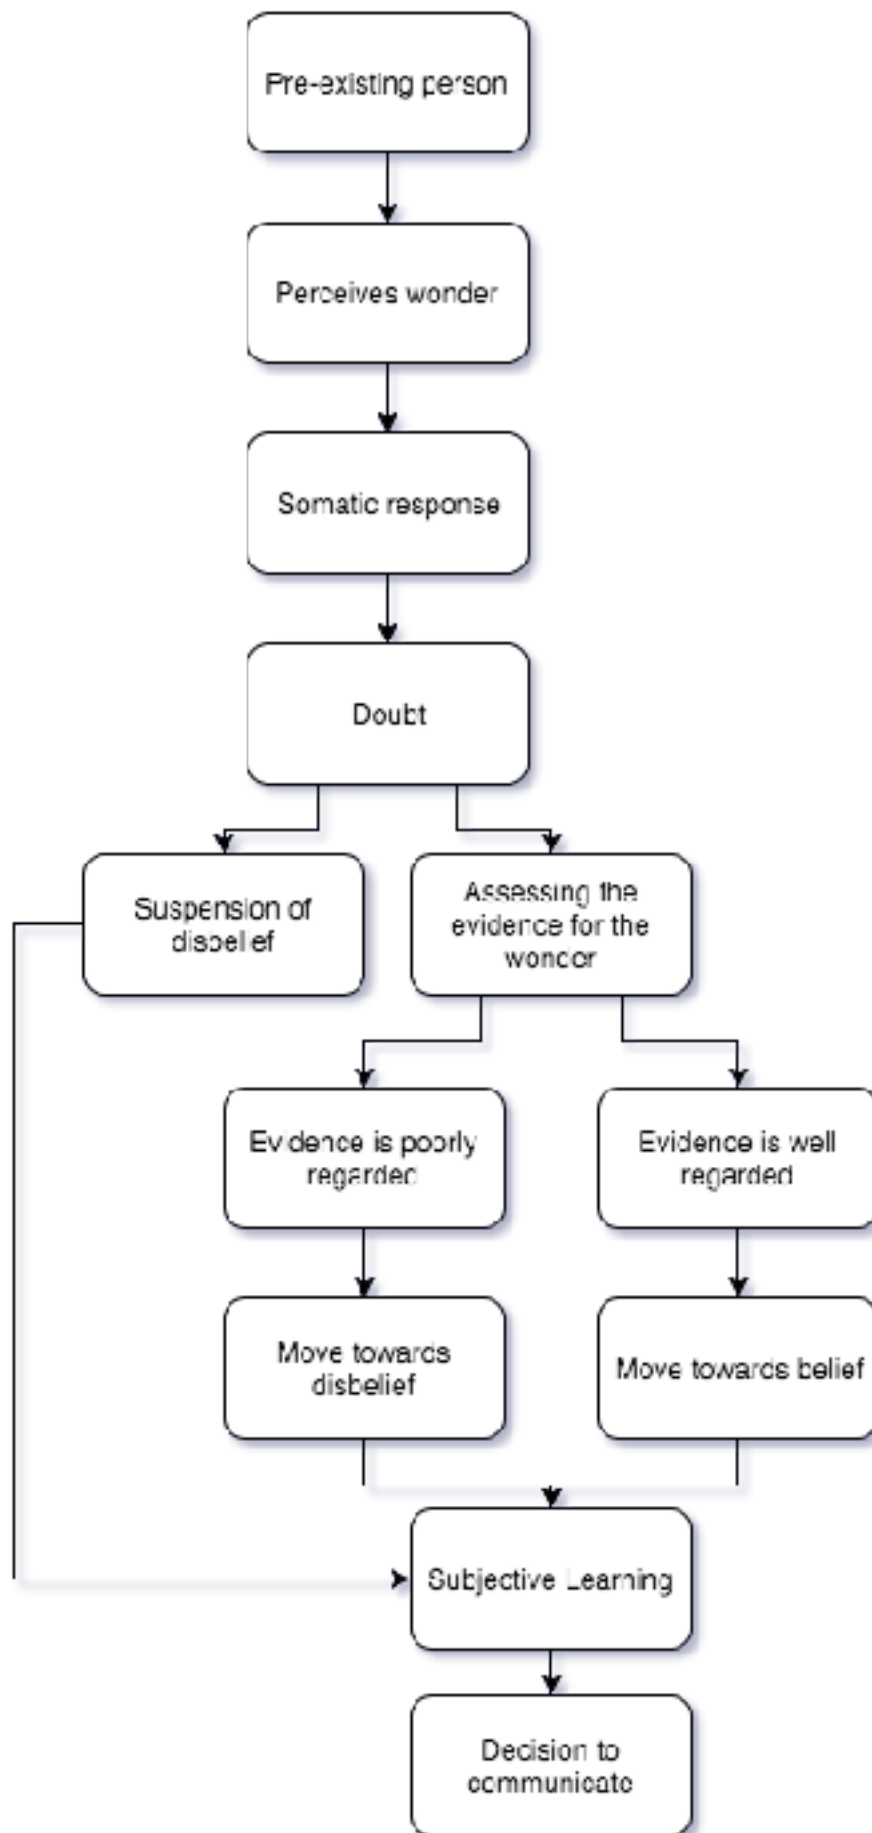 Pre-existing person
Perceives wonder
Somatic response
Doubt
Suspension of
disbelief
Assessing the
evidence for the
wonder
Evidence is poorly
regarded
Evidence is well
regarded
Move towards
disbelief
Move towards belief
Subjective Learning
Decision to
communicate